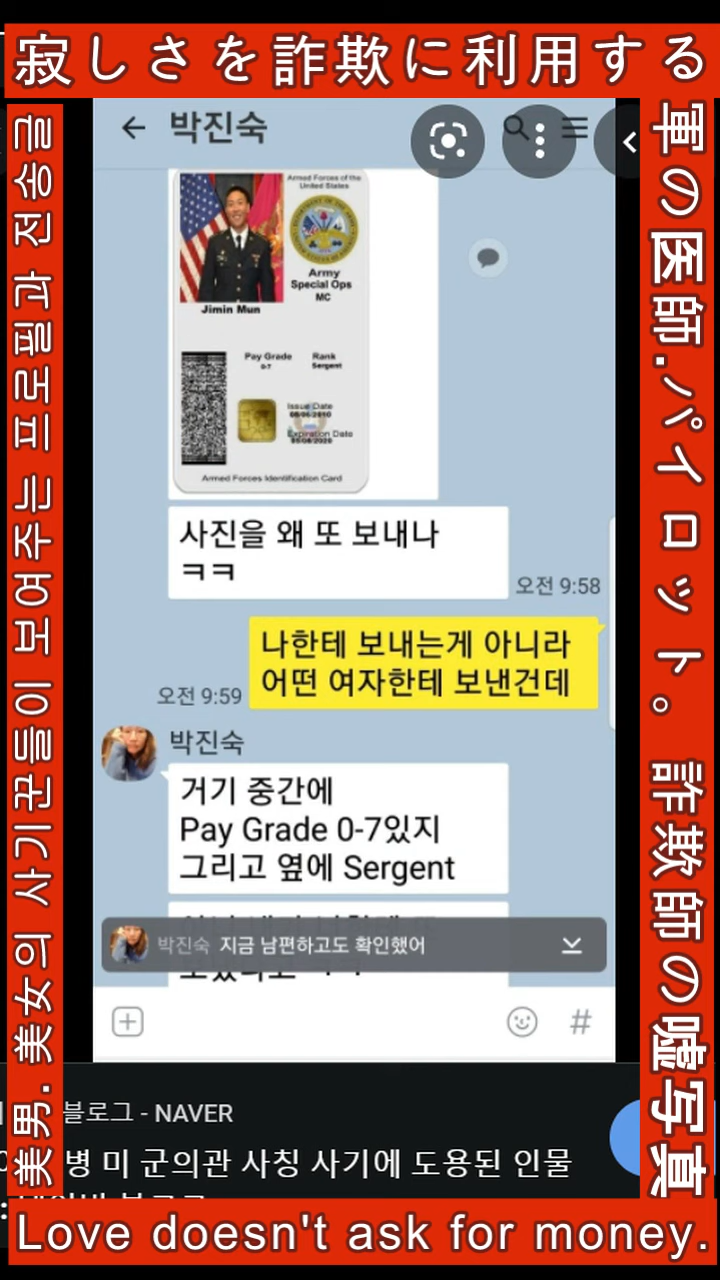 寂しさを詐欺に利用する
美男. 美女의 사기꾼들이 보여주는 프로필과 전송글
軍の医師.パイロット。 詐欺師の嘘写真
박진숙
Armed Forces of the
United States
Army
Special Ops
MC
Jimin Mun
Pay Grade
0-7
Rank
Sergent
Issue Date
Expiration Date
Armed Forces Identification Card
사진을 왜 또 보내나
ㅋㅋ
오전 9:58
나한테 보내는게 아니라
어떤 여자한테 보낸건데
오전 9:59
박진숙
거기 중간에
Pay Grade 0-7있지
그리고 옆에 Sergent
박진숙 지금 남편하고도 확인했어
#
블로그 - NAVER
병 미 군의관 사칭 사기에 도용된 인물
Love doesn't ask for money.